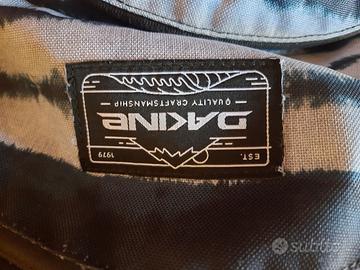 EST. 1979
DAKINE
QUALITY CRAFTSMANSHIP
subito